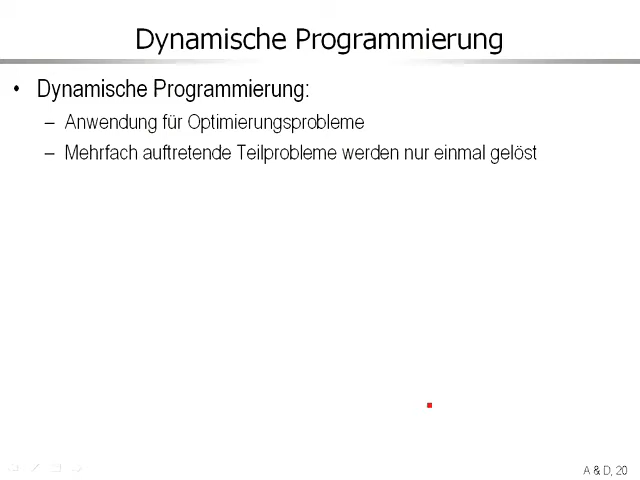 Dynamische Programmierung
• Dynamische Programmierung:
– Anwendung für Optimierungsprobleme
– Mehrfach auftretende Teilprobleme werden nur einmal gelöst
A & D, 20